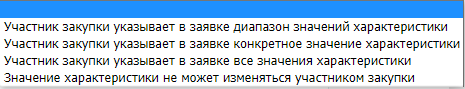 Участник закупки указывает в заявке диапазон значений характеристики
Участник закупки указывает в заявке конкретное значение характеристики
Участник закупки указывает в заявке все значения характеристики
Значение характеристики не может изменяться участником закупки